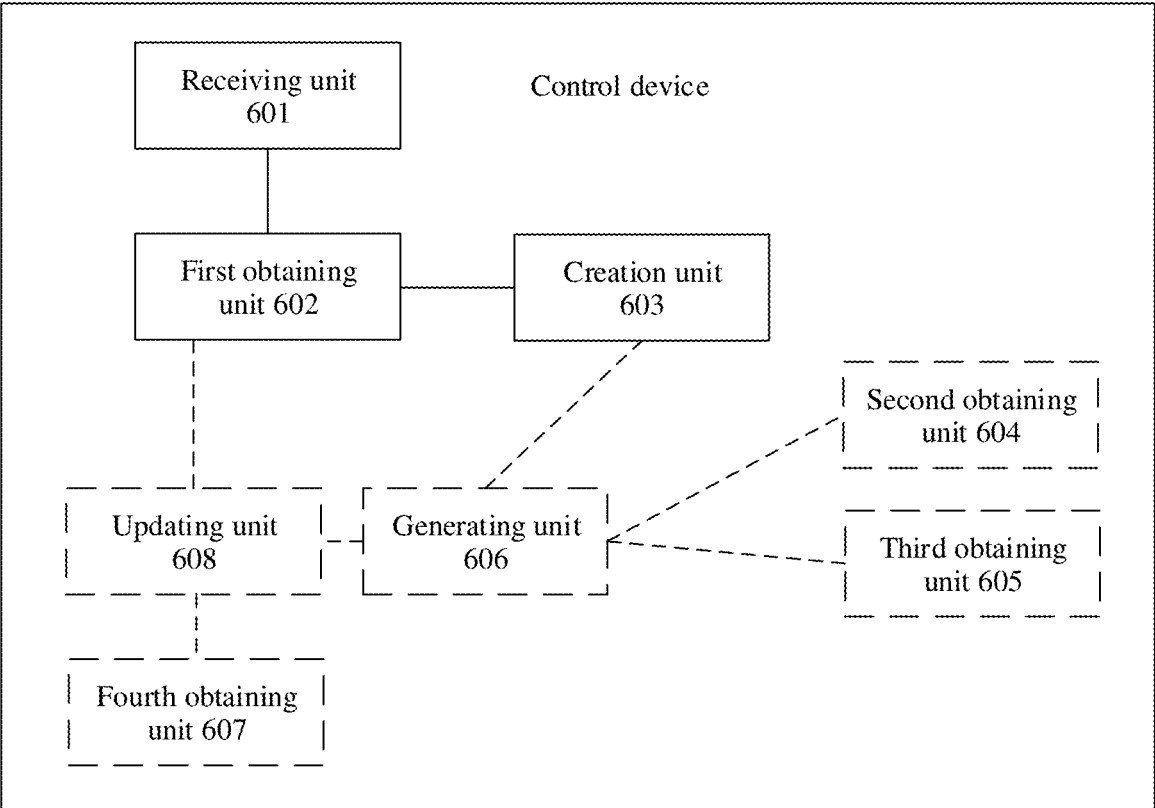 Receiving unit
601
Control device
First obtaining
unit 602
Creation unit
603
Second obtaining
unit 604
Updating unit
608
Generating unit
606
Third obtaining
unit 605
Fourth obtaining
unit 607